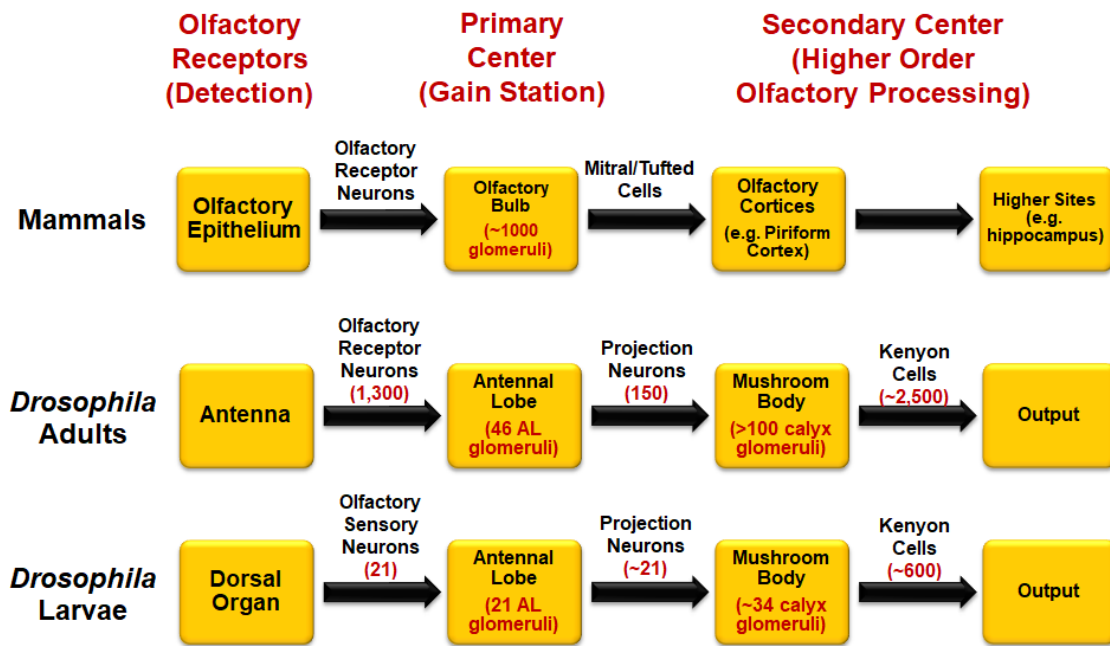 Olfactory
Receptors
(Detection)
Primary
Center
(Gain Station)
Secondary Center
(Higher Order
Olfactory Processing)
Mammals
Olfactory
Epithelium
Olfactory
Receptor
Neurons
Olfactory
Bulb
(~1000
glomeruli)
Mitral/Tufted
Cells
Olfactory
Cortices
(e.g. Piriform
Cortex)
Higher Sites
(e.g.
hippocampus)
Drosophila
Adults
Antenna
Olfactory
Receptor
Neurons
(1,300)
Antennal
Lobe
(46 AL
glomeruli)
Projection
Neurons
(150)
Mushroom
Body
(>100 calyx
glomeruli)
Kenyon
Cells
(~2,500)
Output
Drosophila
Larvae
Dorsal
Organ
Olfactory
Sensory
Neurons
(21)
Antennal
Lobe
(21 AL
glomeruli)
Projection
Neurons
(~21)
Mushroom
Body
(~34 calyx
glomeruli)
Kenyon
Cells
(~600)
Output